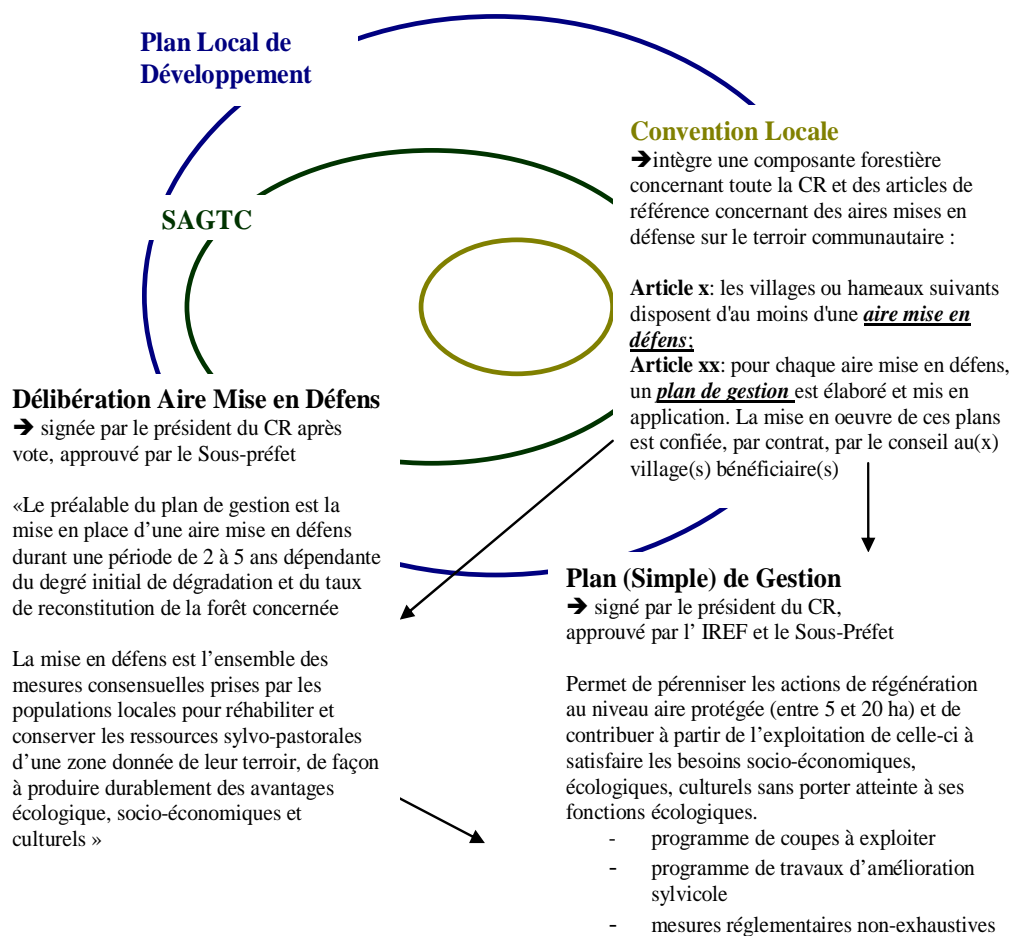 Plan Local de
Développement
SAGTC
Convention Locale
➔intègre une composante forestière
concernant toute la CR et des articles de
référence concernant des aires mises en
défense sur le terroir communautaire :
Article x: les villages ou hameaux suivants
disposent d'au moins d'une aire mise en
défens;
Article xx: pour chaque aire mise en défens,
un plan de gestion est élaboré et mis en
application. La mise en oeuvre de ces plans
est confiée, par contrat, par le conseil au(x)
village(s) bénéficiaire(s)
Délibération Aire Mise en Défens
➔ signée par le président du CR après
vote, approuvé par le Sous-préfet
«Le préalable du plan de gestion est la
mise en place d’une aire mise en défens
durant une période de 2 à 5 ans dépendante
du degré initial de dégradation et du taux
de reconstitution de la forêt concernée
La mise en défens est l’ensemble des
mesures consensuelles prises par les
populations locales pour réhabiliter et
conserver les ressources sylvo-pastorales
d’une zone donnée de leur terroir, de façon
à produire durablement des avantages
écologique, socio-économiques et
culturels »
Plan (Simple) de Gestion
➔ signé par le président du CR,
approuvé par l’ IREF et le Sous-Préfet
Permet de pérenniser les actions de régénération
au niveau aire protégée (entre 5 et 20 ha) et de
contribuer à partir de l’exploitation de celle-ci à
satisfaire les besoins socio-économiques,
écologiques, culturels sans porter atteinte à ses
fonctions écologiques.
- programme de coupes à exploiter
- programme de travaux d’amélioration
sylvicole
- mesures réglementaires non-exhaustives